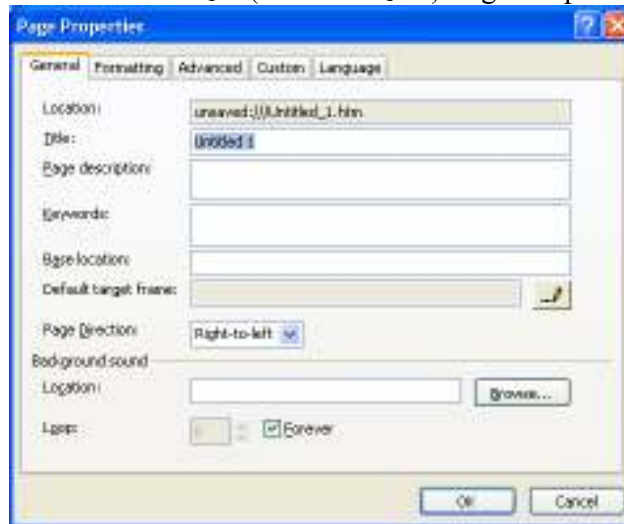 Page Properties
General Formatting Advanced Custom Language
Location: unsaved:///Untitled_1.htm
Title: Untitled 1
Page description:
Keywords:
Base location:
Default target frame:
Page Direction: Right-to-left
Background sound
Location: Browse...
Loop: Forever
OK Cancel